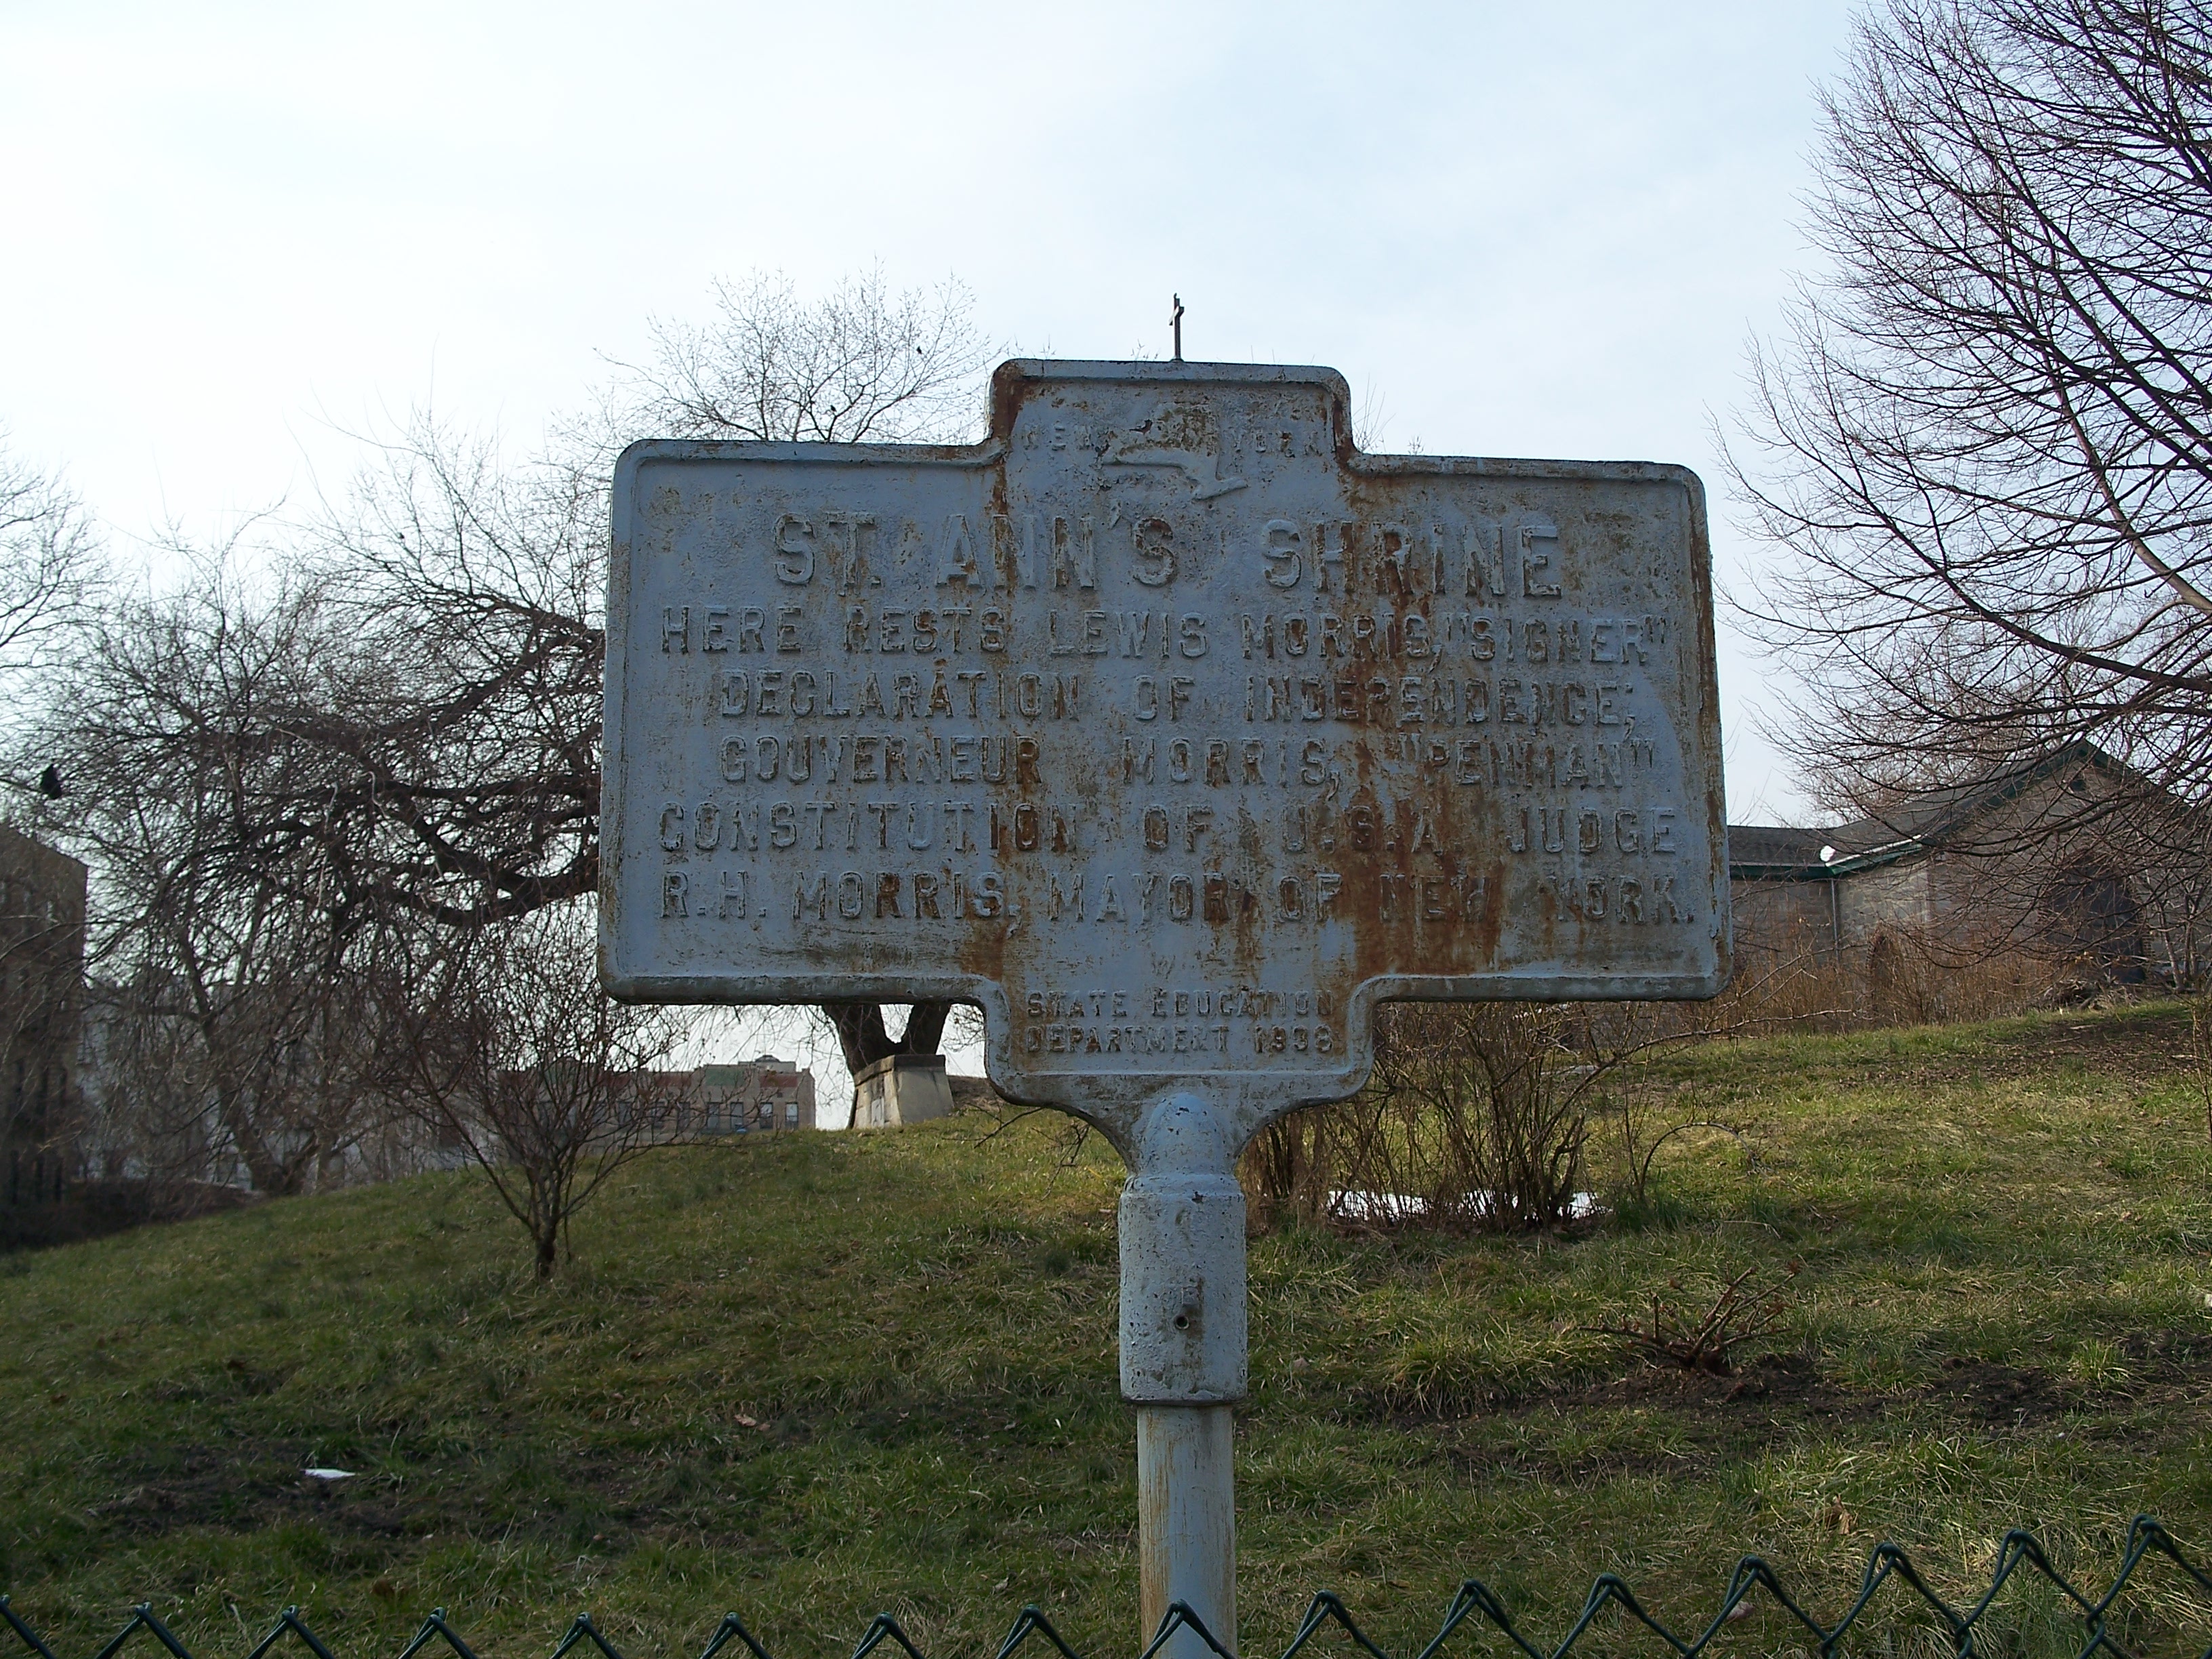 NEW YORK
ST. ANN'S SHRINE
HERE RESTS LEWIS MORRIS, "SIGNER"
DECLARATION OF INDEPENDENCE;
GOUVERNEUR MORRIS, "PENMAN"
CONSTITUTION OF U.S.A. JUDGE
R.H. MORRIS, MAYOR OF NEW YORK.
STATE EDUCATION
DEPARTMENT 1938